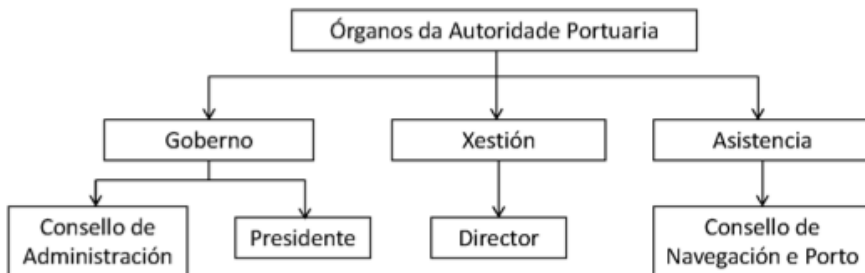 Órganos da Autoridade Portuaria
Goberno
Xestión
Asistencia
Consello de
Administración
Presidente
Director
Consello de
Navegación e Porto